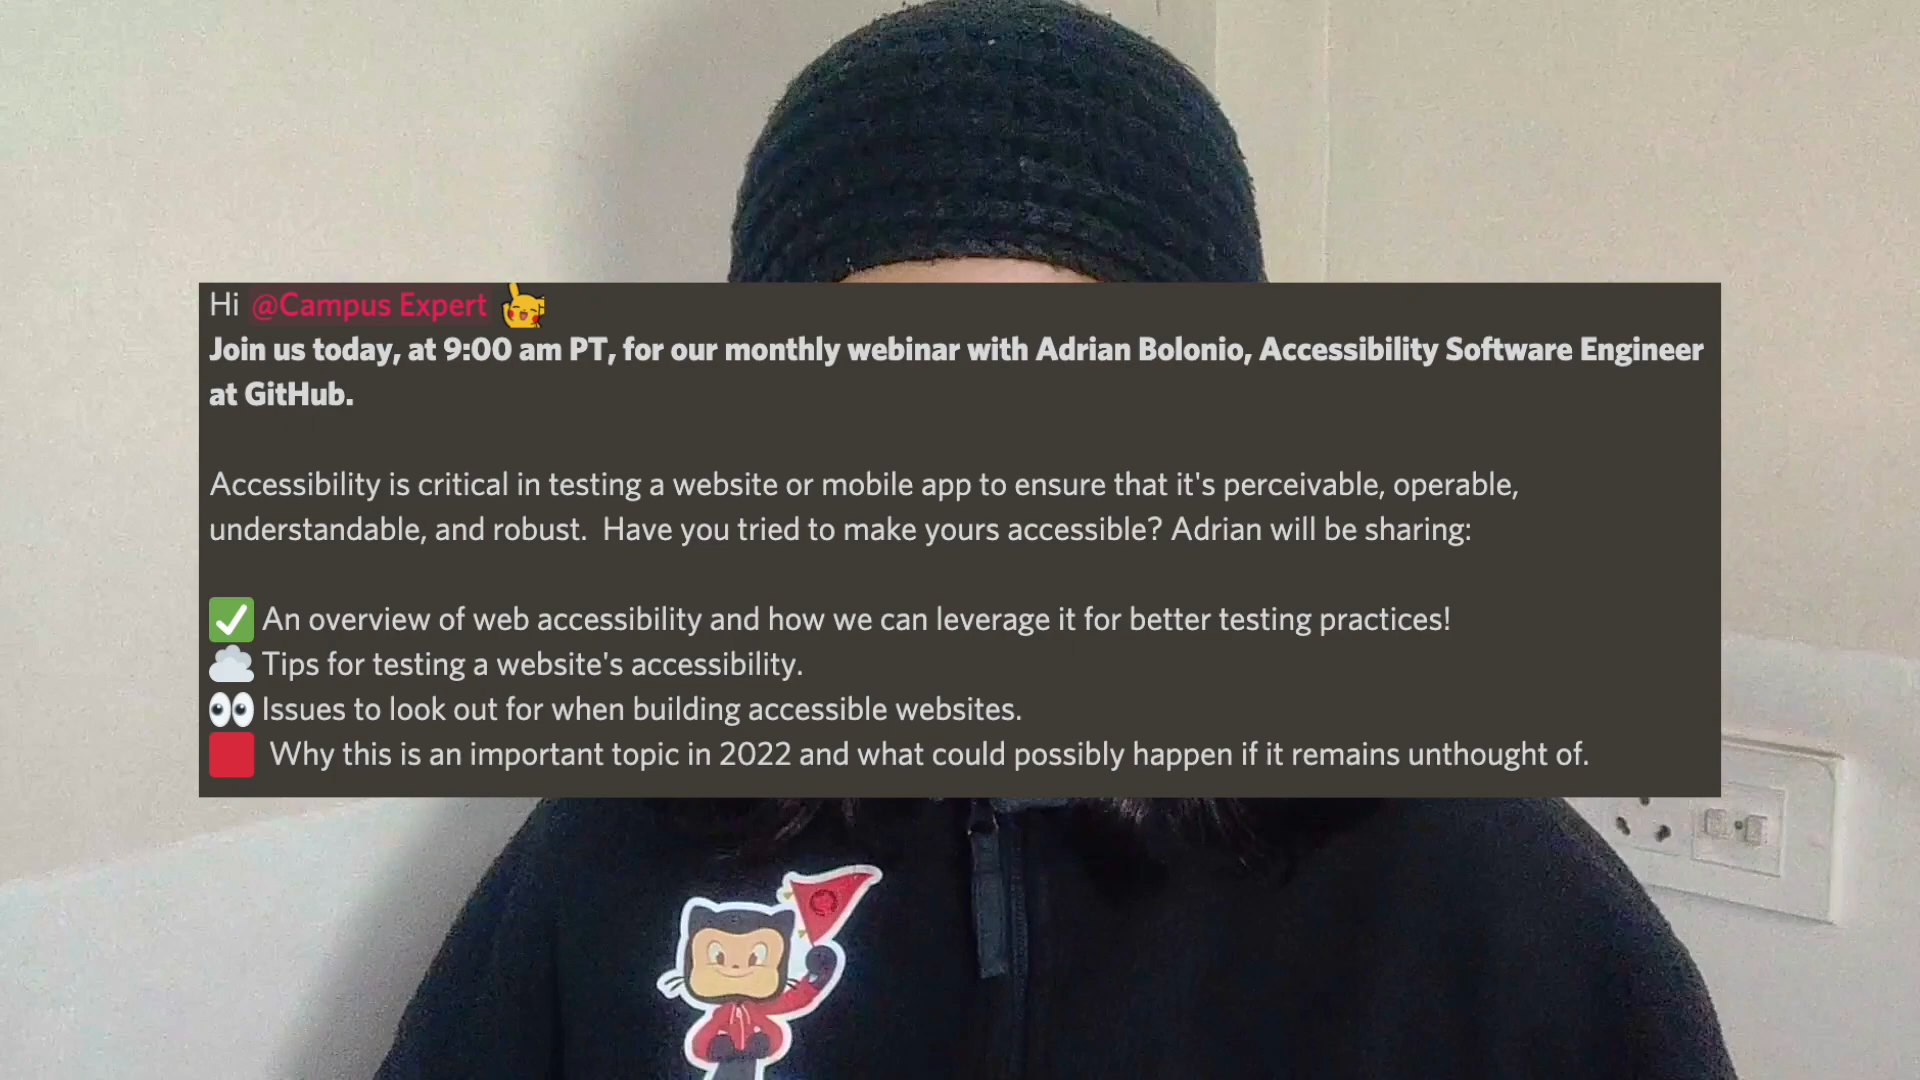 Hi @Campus Expert
Join us today, at 9:00 am PT, for our monthly webinar with Adrian Bolonio, Accessibility Software Engineer
at GitHub.
Accessibility is critical in testing a website or mobile app to ensure that it's perceivable, operable,
understandable, and robust.  Have you tried to make yours accessible? Adrian will be sharing:
✅ An overview of web accessibility and how we can leverage it for better testing practices!
☁️ Tips for testing a website's accessibility.
👀 Issues to look out for when building accessible websites.
🟥 Why this is an important topic in 2022 and what could possibly happen if it remains unthought of.